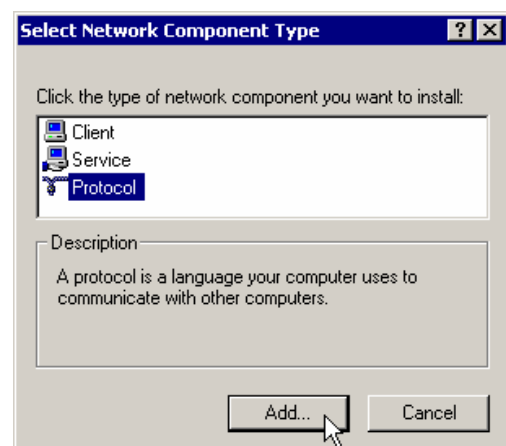 Select Network Component Type
Click the type of network component you want to install:
Client
Service
Protocol
Description
A protocol is a language your computer uses to
communicate with other computers.
Add...
Cancel